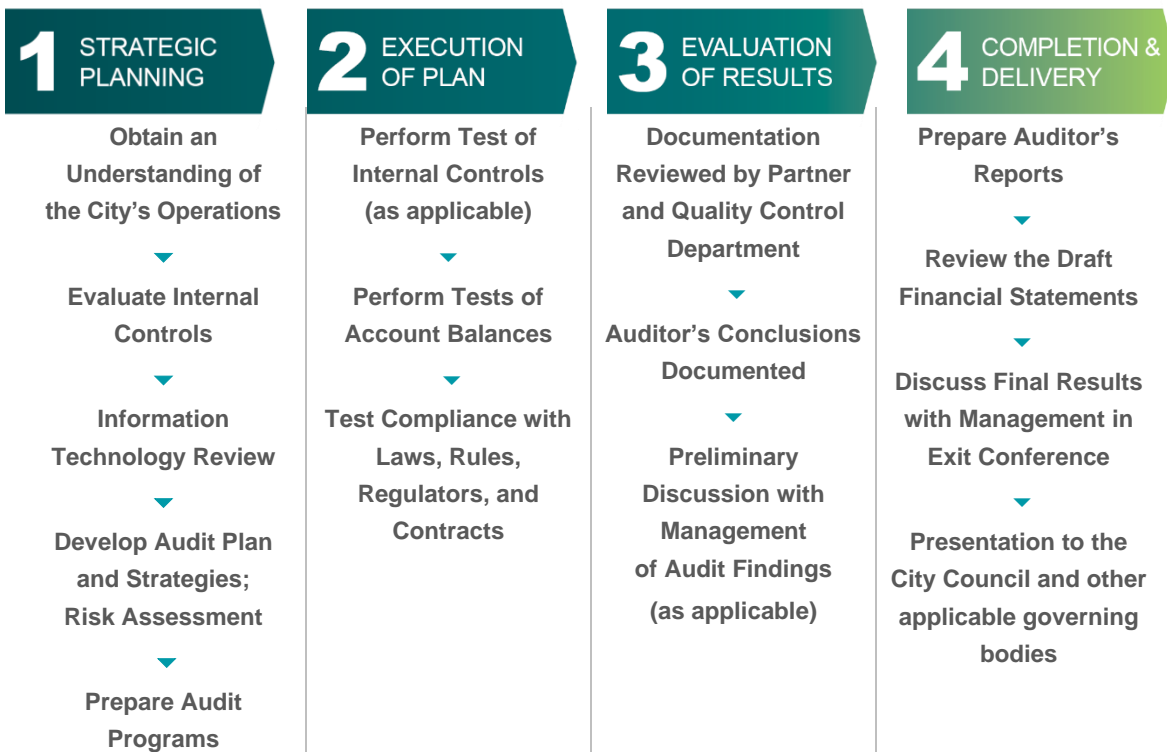 1
STRATEGIC
PLANNING
Obtain an
Understanding of
the City's Operations
Evaluate Internal
Controls
Information
Technology Review
Develop Audit Plan
and Strategies;
Risk Assessment
Prepare Audit
Programs
2
EXECUTION
OF PLAN
Perform Test of
Internal Controls
(as applicable)
Perform Tests of
Account Balances
Test Compliance with
Laws, Rules,
Regulators, and
Contracts
3
EVALUATION
OF RESULTS
Documentation
Reviewed by Partner
and Quality Control
Department
Auditor's Conclusions
Documented
Preliminary
Discussion with
Management
of Audit Findings
(as applicable)
4
COMPLETION &
DELIVERY
Prepare Auditor's
Reports
Review the Draft
Financial Statements
Discuss Final Results
with Management in
Exit Conference
Presentation to the
City Council and other
applicable governing
bodies